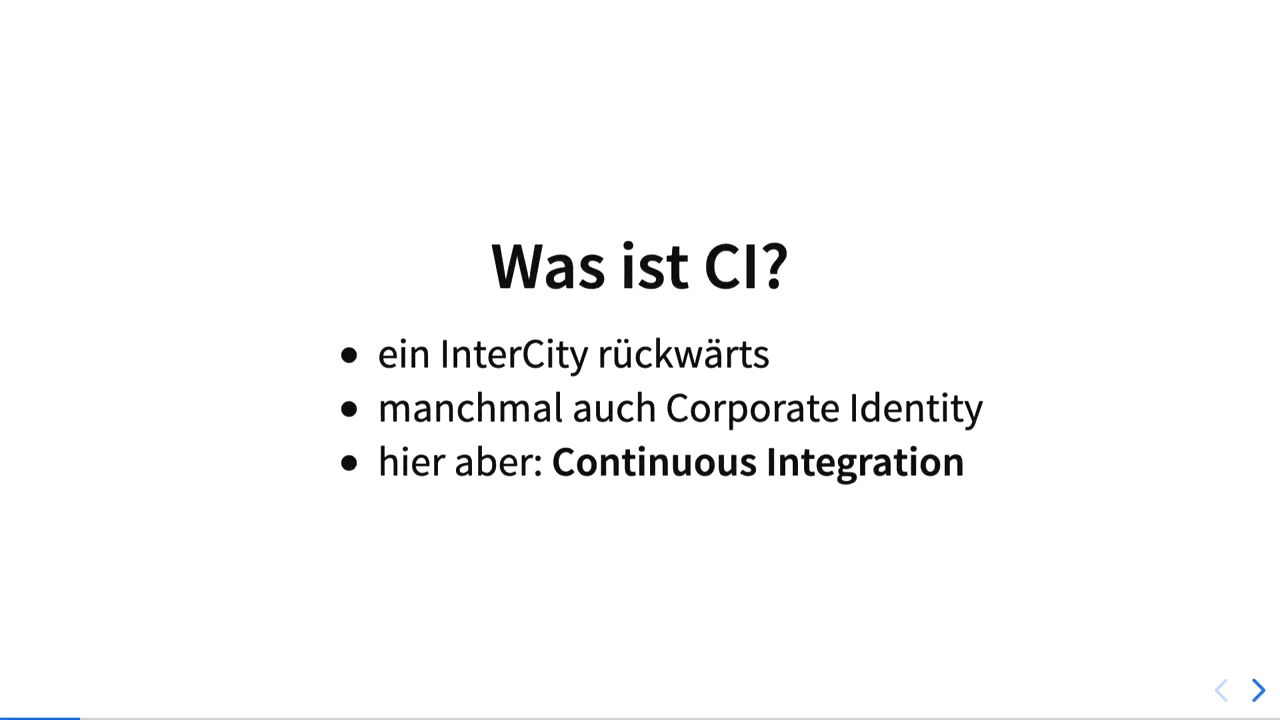 Was ist CI?
ein InterCity rückwärts
manchmal auch Corporate Identity
hier aber: Continuous Integration